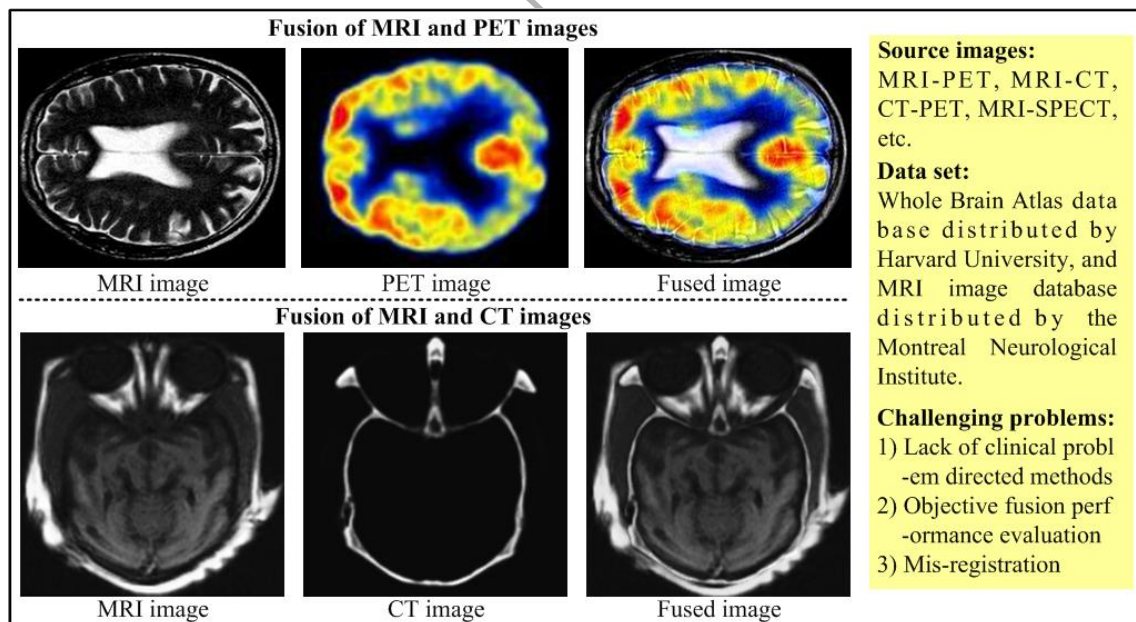 Fusion of MRI and PET images
MRI image
PET image
Fused image
Fusion of MRI and CT images
MRI image
CT image
Fused image
Source images:
MRI-PET, MRI-CT,
CT-PET, MRI-SPECT,
etc.
Data set:
Whole Brain Atlas data
base distributed by
Harvard University, and
MRI image database
distributed by the
Montreal Neurological
Institute.
Challenging problems:
1) Lack of clinical probl
-em directed methods
2) Objective fusion perf
-ormance evaluation
3) Mis-registration